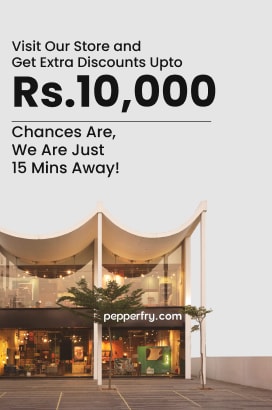 Visit Our Store and
Get Extra Discounts Upto
Rs.10,000
Chances Are,
We Are Just
15 Mins Away!
pepperfry.com